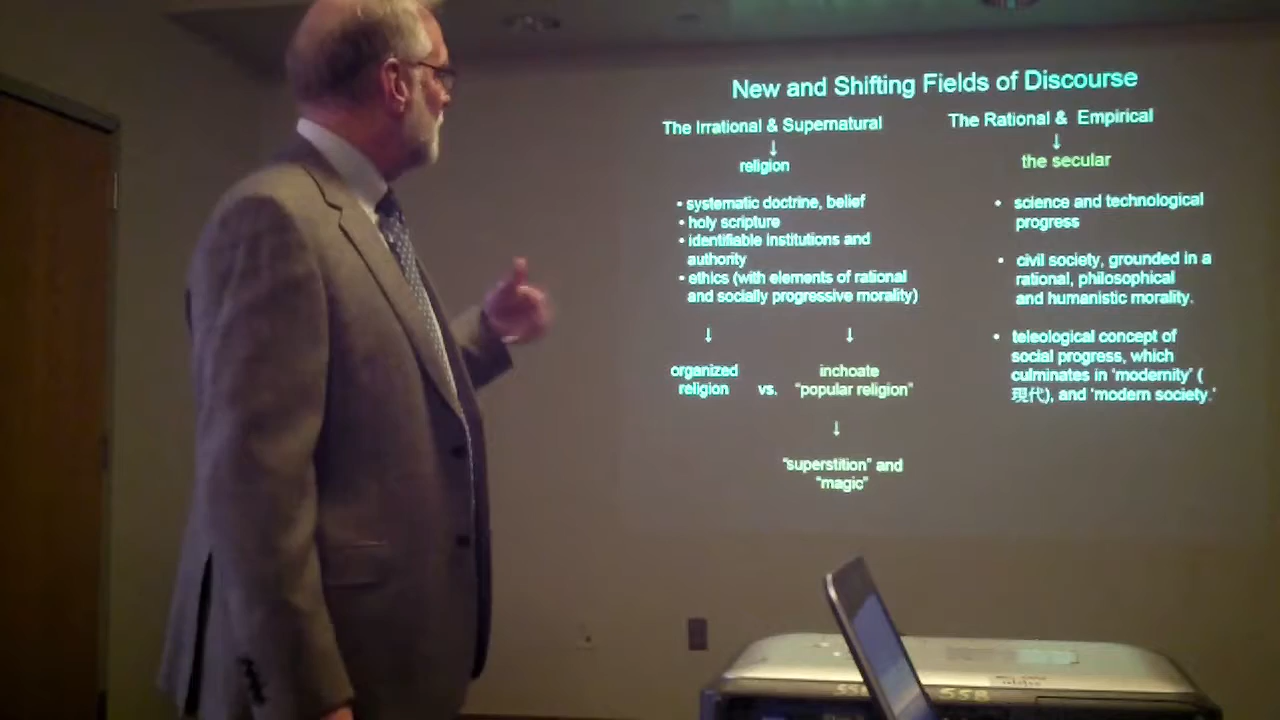 New and Shifting Fields of Discourse
The Irrational & Supernatural
↓
religion
• systematic doctrine, belief
• holy scripture
• identifiable institutions and
authority
• ethics (with elements of rational
and socially progressive morality)
↓ ↓
organized
religion
vs.
inchoate
"popular religion"
↓
"superstition" and
"magic"
The Rational & Empirical
↓
the secular
• science and technological
progress
• civil society, grounded in a
rational, philosophical
and humanistic morality.
• teleological concept of
social progress, which
culminates in 'modernity' (
現代), and 'modern society.'
SSB
SSB